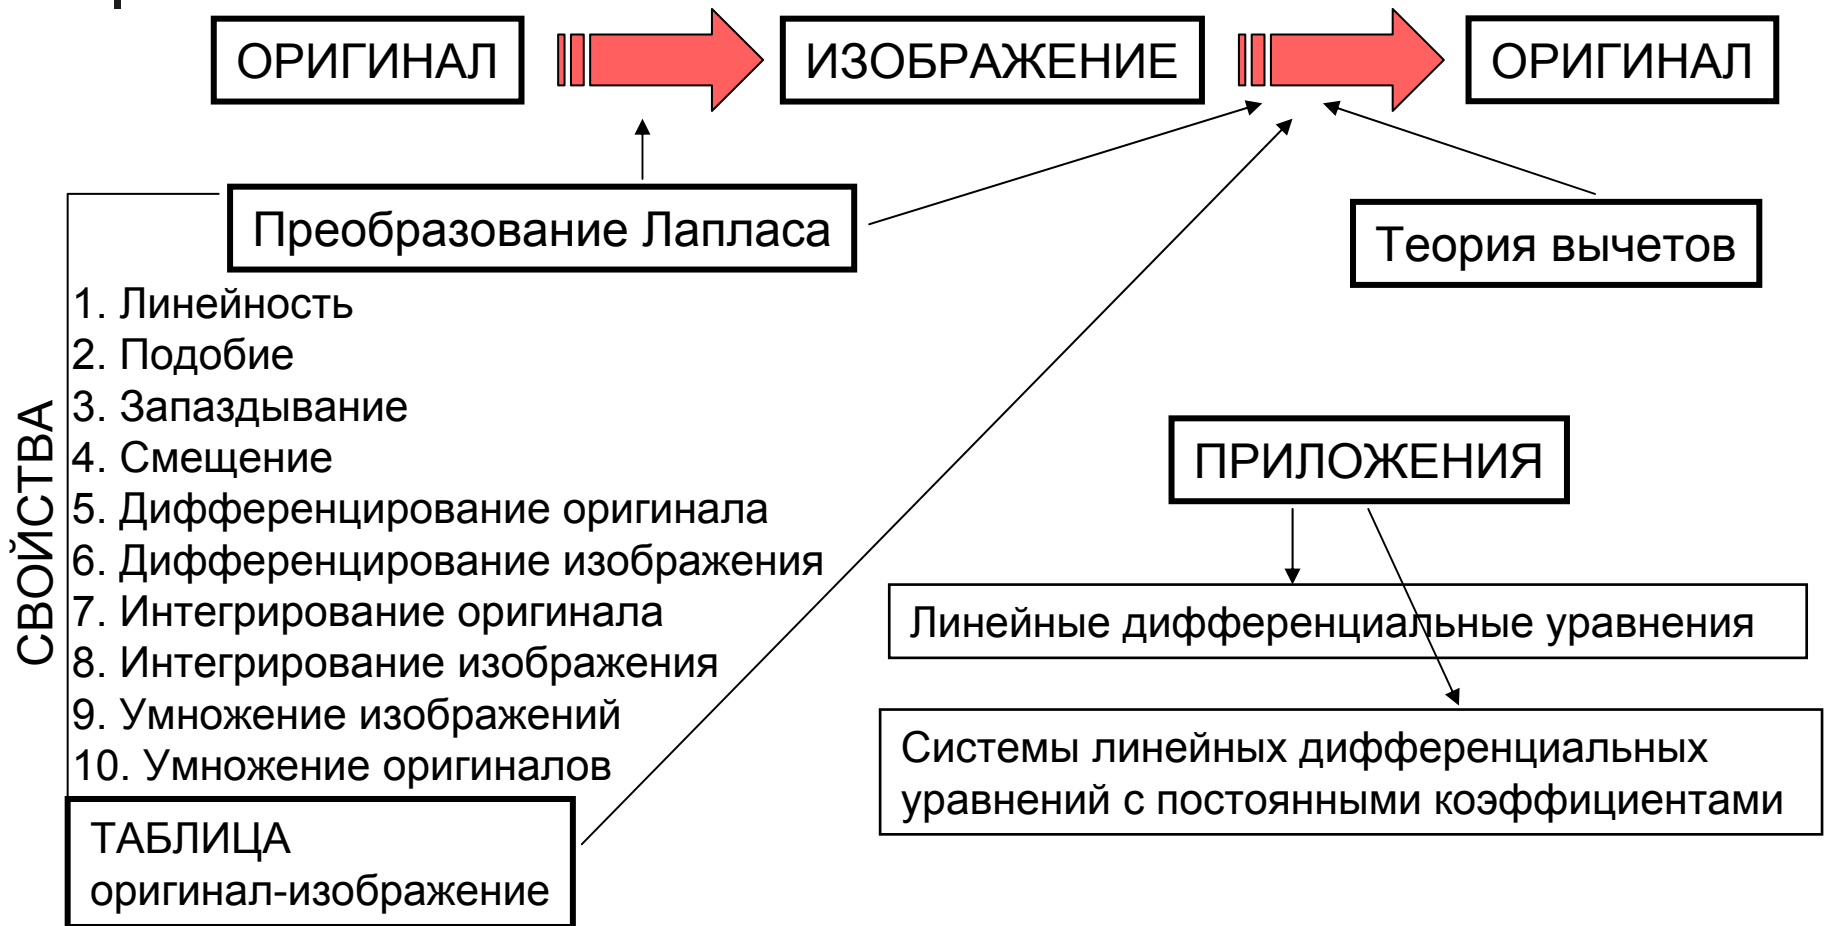 ОРИГИНАЛ
ИЗОБРАЖЕНИЕ
ОРИГИНАЛ
Преобразование Лапласа
Теория вычетов
СВОЙСТВА
1. Линейность
2. Подобие
3. Запаздывание
4. Смещение
5. Дифференцирование оригинала
6. Дифференцирование изображения
7. Интегрирование оригинала
8. Интегрирование изображения
9. Умножение изображений
10. Умножение оригиналов
ТАБЛИЦА
оригинал-изображение
ПРИЛОЖЕНИЯ
Линейные дифференциальные уравнения
Системы линейных дифференциальных
уравнений с постоянными коэффициентами